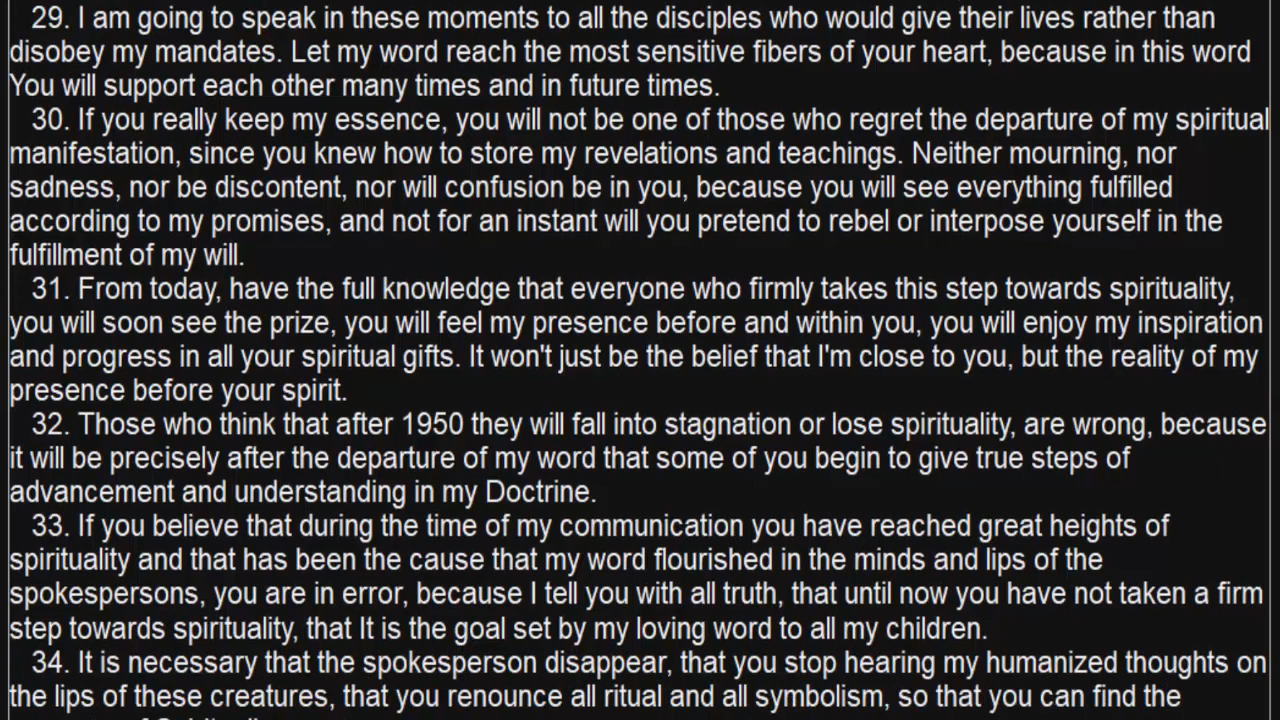 29. I am going to speak in these moments to all the disciples who would give their lives rather than
disobey my mandates. Let my word reach the most sensitive fibers of your heart, because in this word
You will support each other many times and in future times.
30. If you really keep my essence, you will not be one of those who regret the departure of my spiritual
manifestation, since you knew how to store my revelations and teachings. Neither mourning, nor
sadness, nor be discontent, nor will confusion be in you, because you will see everything fulfilled
according to my promises, and not for an instant will you pretend to rebel or interpose yourself in the
fulfillment of my will.
31. From today, have the full knowledge that everyone who firmly takes this step towards spirituality,
you will soon see the prize, you will feel my presence before and within you, you will enjoy my inspiration
and progress in all your spiritual gifts. It won't just be the belief that I'm close to you, but the reality of my
presence before your spirit.
32. Those who think that after 1950 they will fall into stagnation or lose spirituality, are wrong, because
it will be precisely after the departure of my word that some of you begin to give true steps of
advancement and understanding in my Doctrine.
33. If you believe that during the time of my communication you have reached great heights of
spirituality and that has been the cause that my word flourished in the minds and lips of the
spokespersons, you are in error, because I tell you with all truth, that until now you have not taken a firm
step towards spirituality, that It is the goal set by my loving word to all my children.
34. It is necessary that the spokesperson disappear, that you stop hearing my humanized thoughts on
the lips of these creatures, that you renounce all ritual and all symbolism, so that you can find the